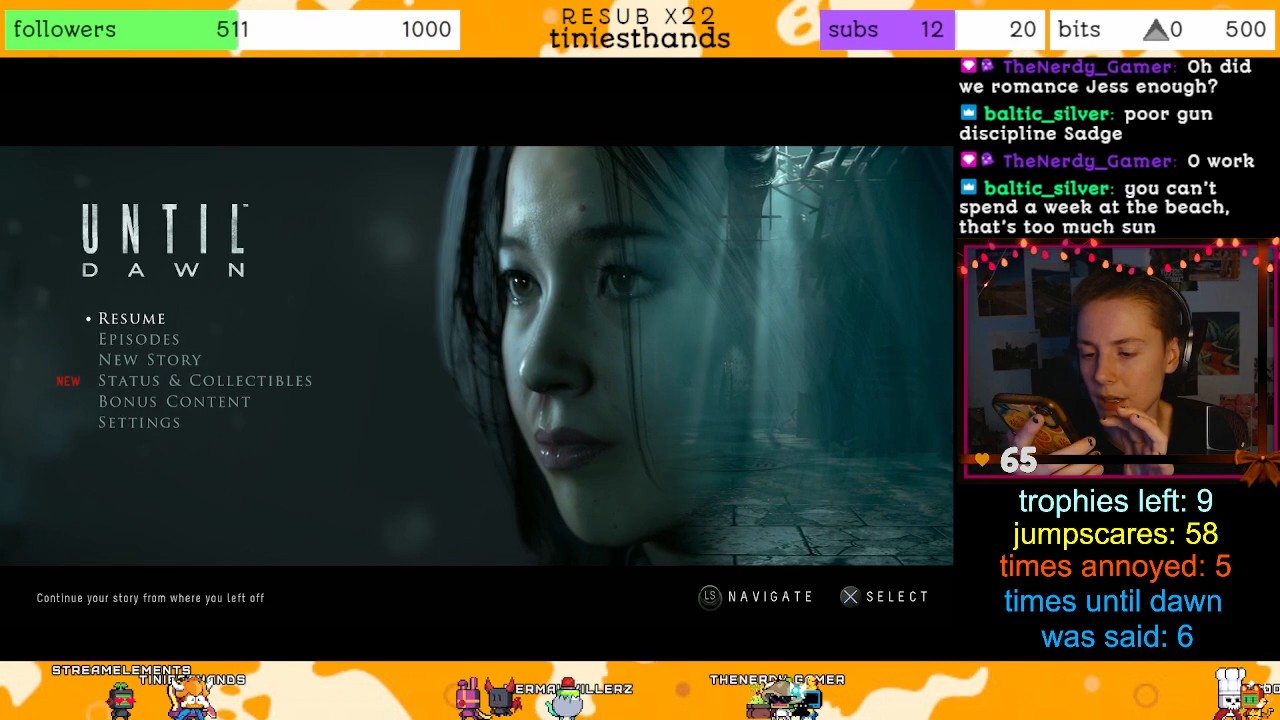 followers 511 1000
RESUB X22
tiniesthands
subs 12 20
bits 0 500
TheNerdy_Gamer: Oh did
we romance Jess enough?
baltic_silver: poor gun
discipline Sadge
TheNerdy_Gamer: O work
baltic_silver: you can't
spend a week at the beach,
that's too much sun
UNTIL™
DAWN
• RESUME
EPISODES
NEW STORY
NEW STATUS & COLLECTIBLES
BONUS CONTENT
SETTINGS
65
trophies left: 9
jumpscares: 58
times annoyed: 5
times until dawn
was said: 6
Continue your story from where you left off
LS NAVIGATE SELECT
STREAMELEMENTS
THENERDY_GAMER